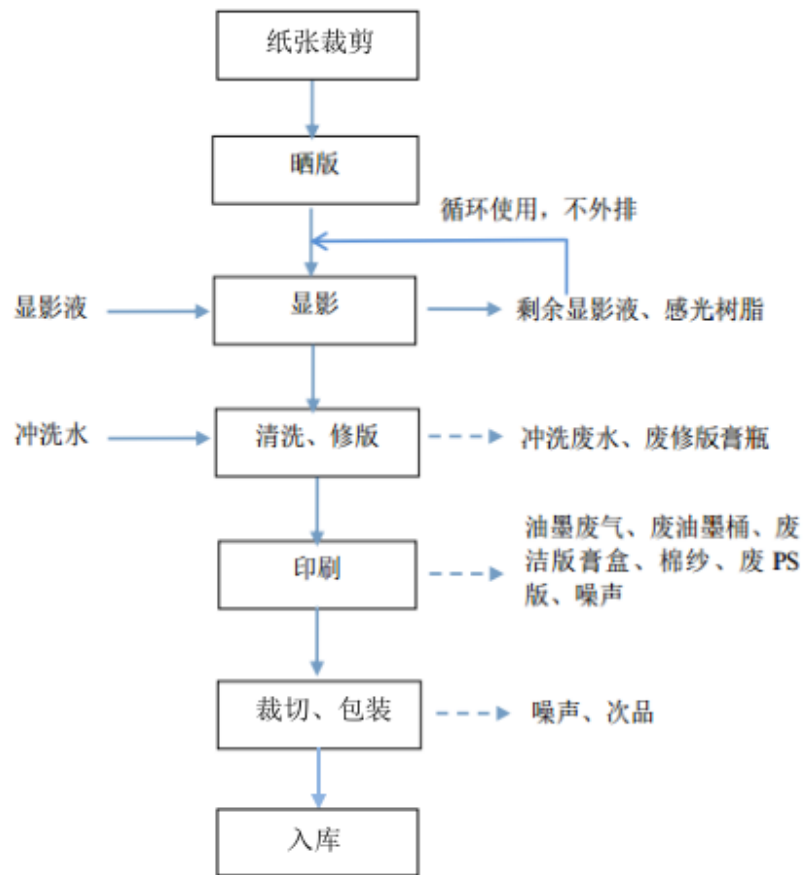 纸张裁剪
晒版
循环使用，不外排
显影液
显影
剩余显影液、感光树脂
冲洗水
清洗、修版
冲洗废水、废修版膏瓶
印刷
油墨废气、废油墨桶、废
洁版膏盒、棉纱、废 PS
版、噪声
裁切、包装
噪声、次品
入库